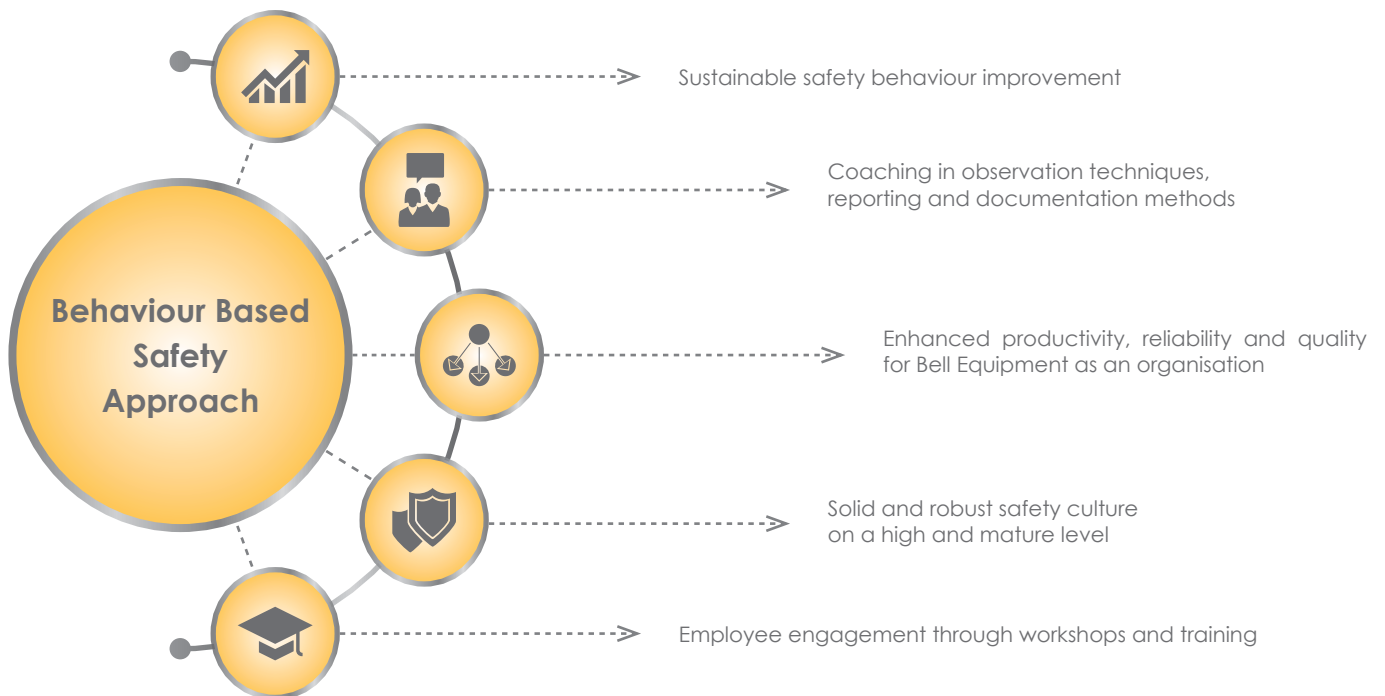 Sustainable safety behaviour improvement
Coaching in observation techniques,
reporting and documentation methods
Behaviour Based
Safety
Approach
Enhanced productivity, reliability and quality
for Bell Equipment as an organisation
Solid and robust safety culture
on a high and mature level
Employee engagement through workshops and training